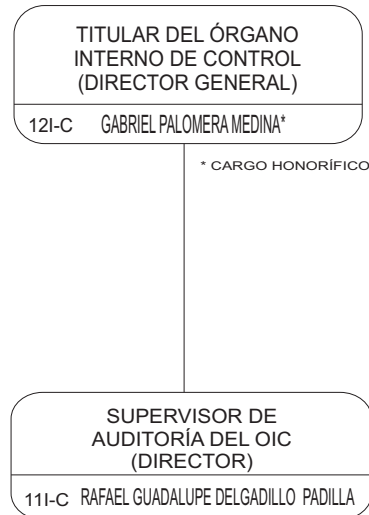 TITULAR DEL ÓRGANO
INTERNO DE CONTROL
(DIRECTOR GENERAL)
12I-C GABRIEL PALOMERA MEDINA*
* CARGO HONORÍFICO
SUPERVISOR DE
AUDITORÍA DEL OIC
(DIRECTOR)
11I-C RAFAEL GUADALUPE DELGADILLO PADILLA